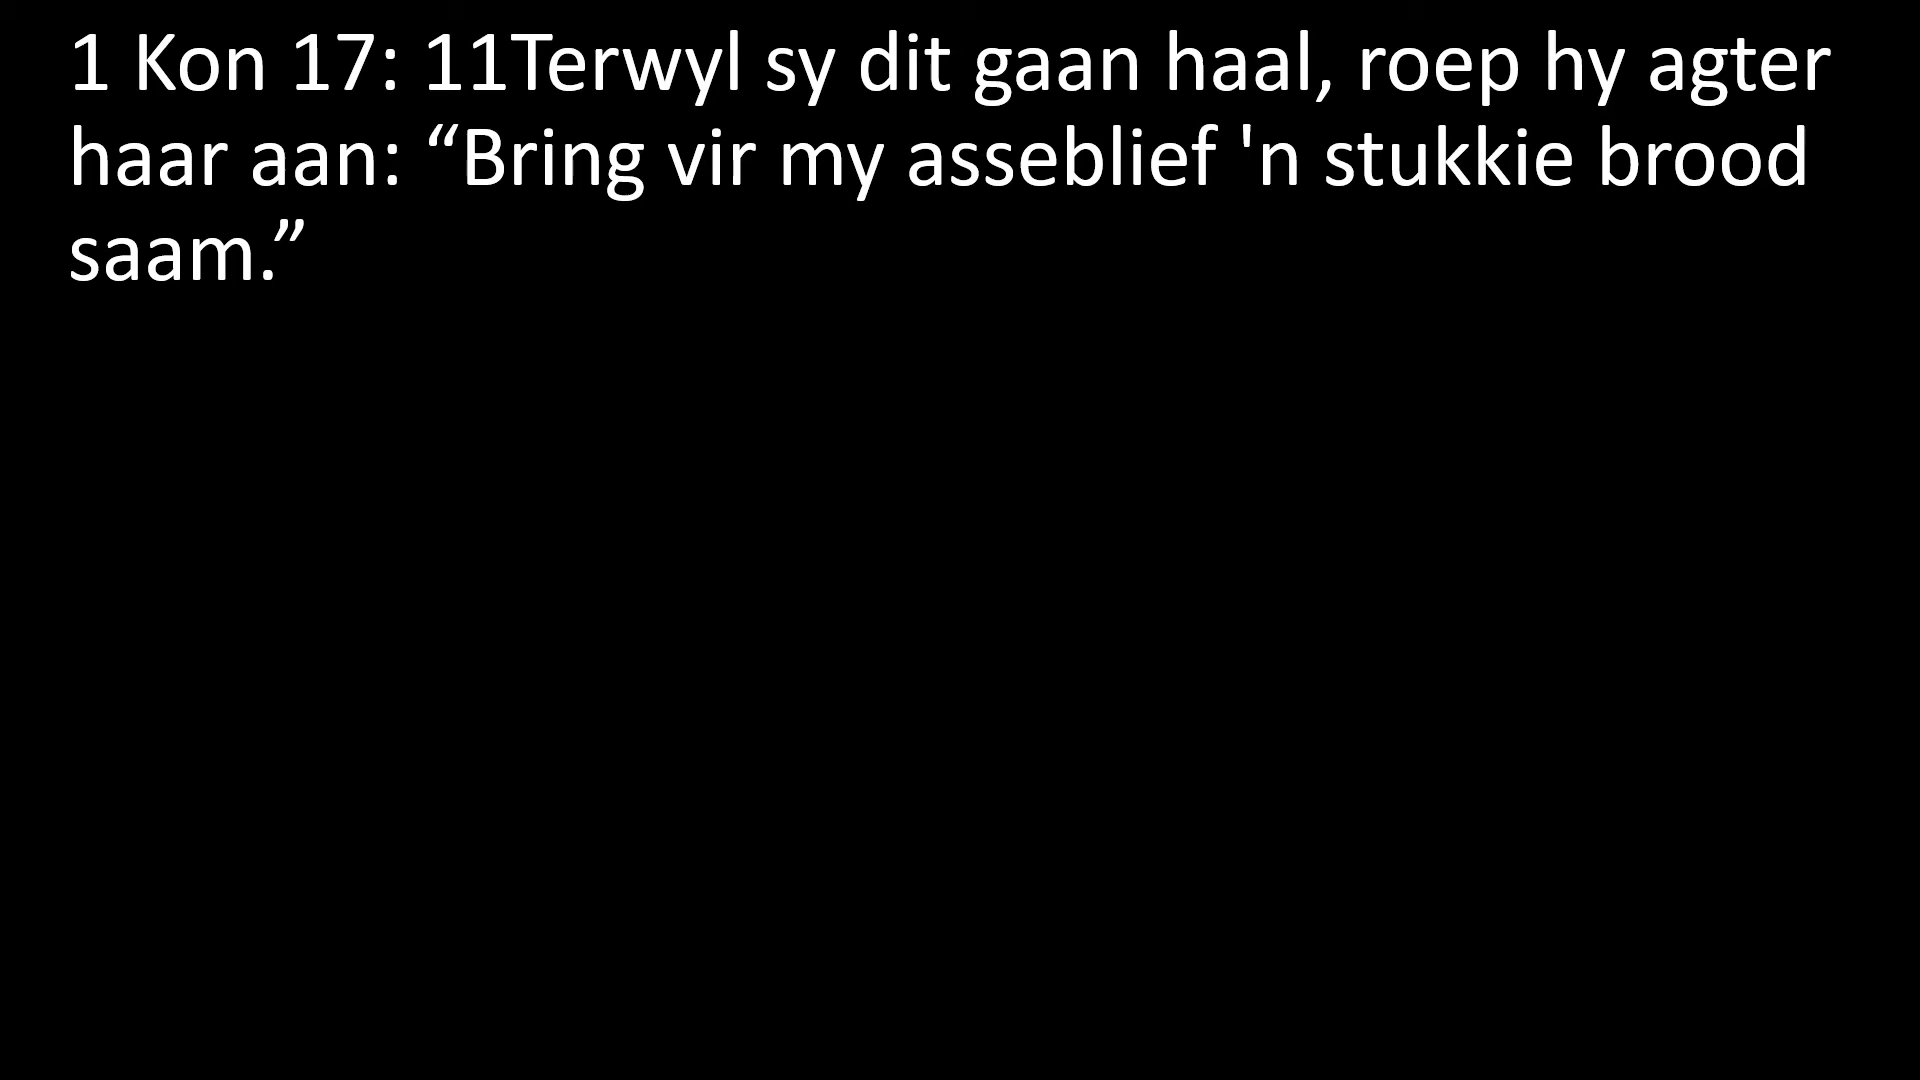 1 Kon 17: 11Terwyl sy dit gaan haal, roep hy agter
haar aan: “Bring vir my asseblief 'n stukkie brood
saam.”